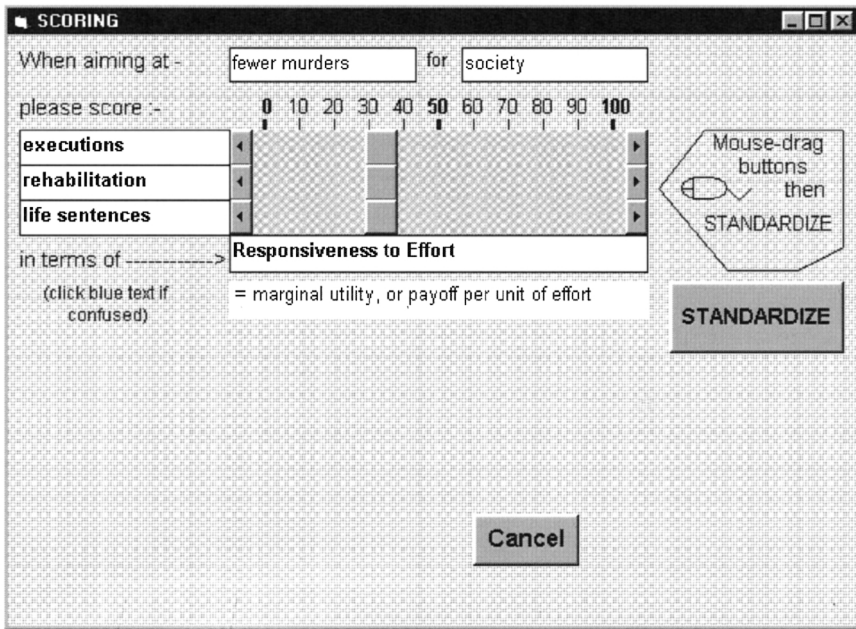 SCORING
When aiming at - fewer murders for society
please score :- 0 10 20 30 40 50 60 70 80 90 100
executions
rehabilitation
life sentences
Mouse-drag
buttons
then
STANDARDIZE
in terms of ------------> Responsiveness to Effort
(click blue text if
confused)
= marginal utility, or payoff per unit of effort
STANDARDIZE
Cancel